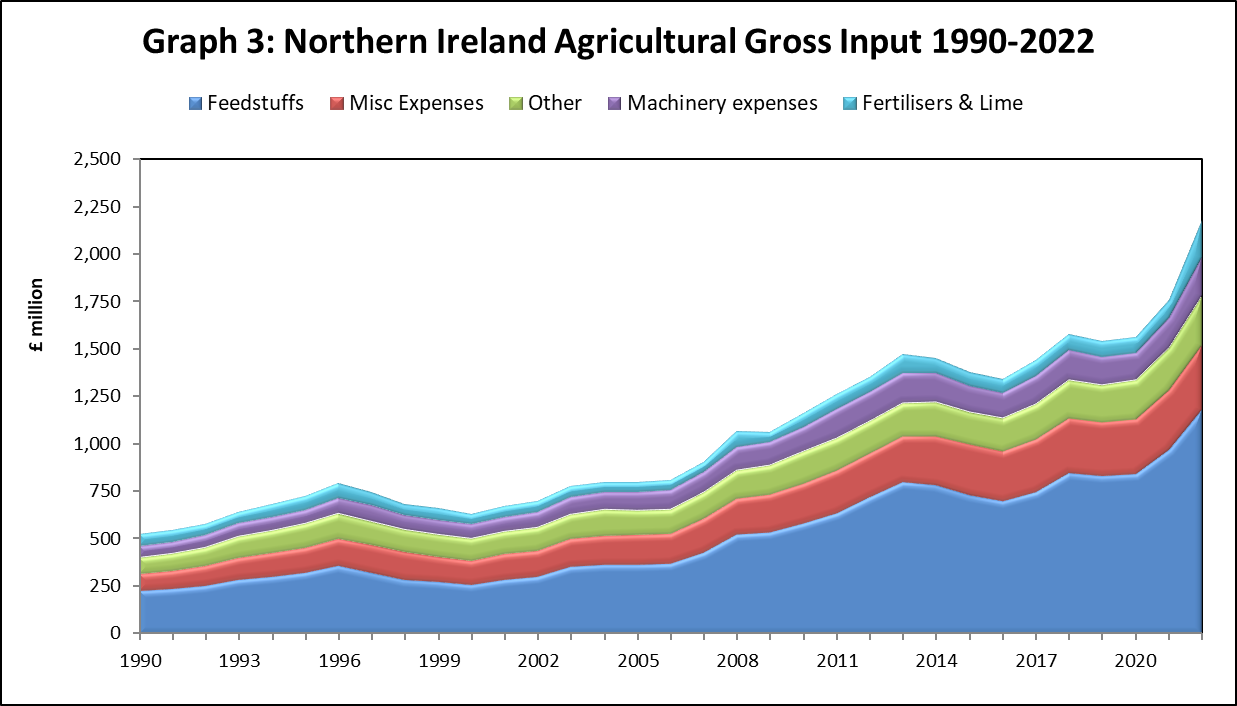 Graph 3: Northern Ireland Agricultural Gross Input 1990-2022
Feedstuffs Misc Expenses Other Machinery expenses Fertilisers & Lime
2,500
2,250
2,000
1,750
1,500
1,250
1,000
750
500
250
0
£ million
1990 1993 1996 1999 2002 2005 2008 2011 2014 2017 2020